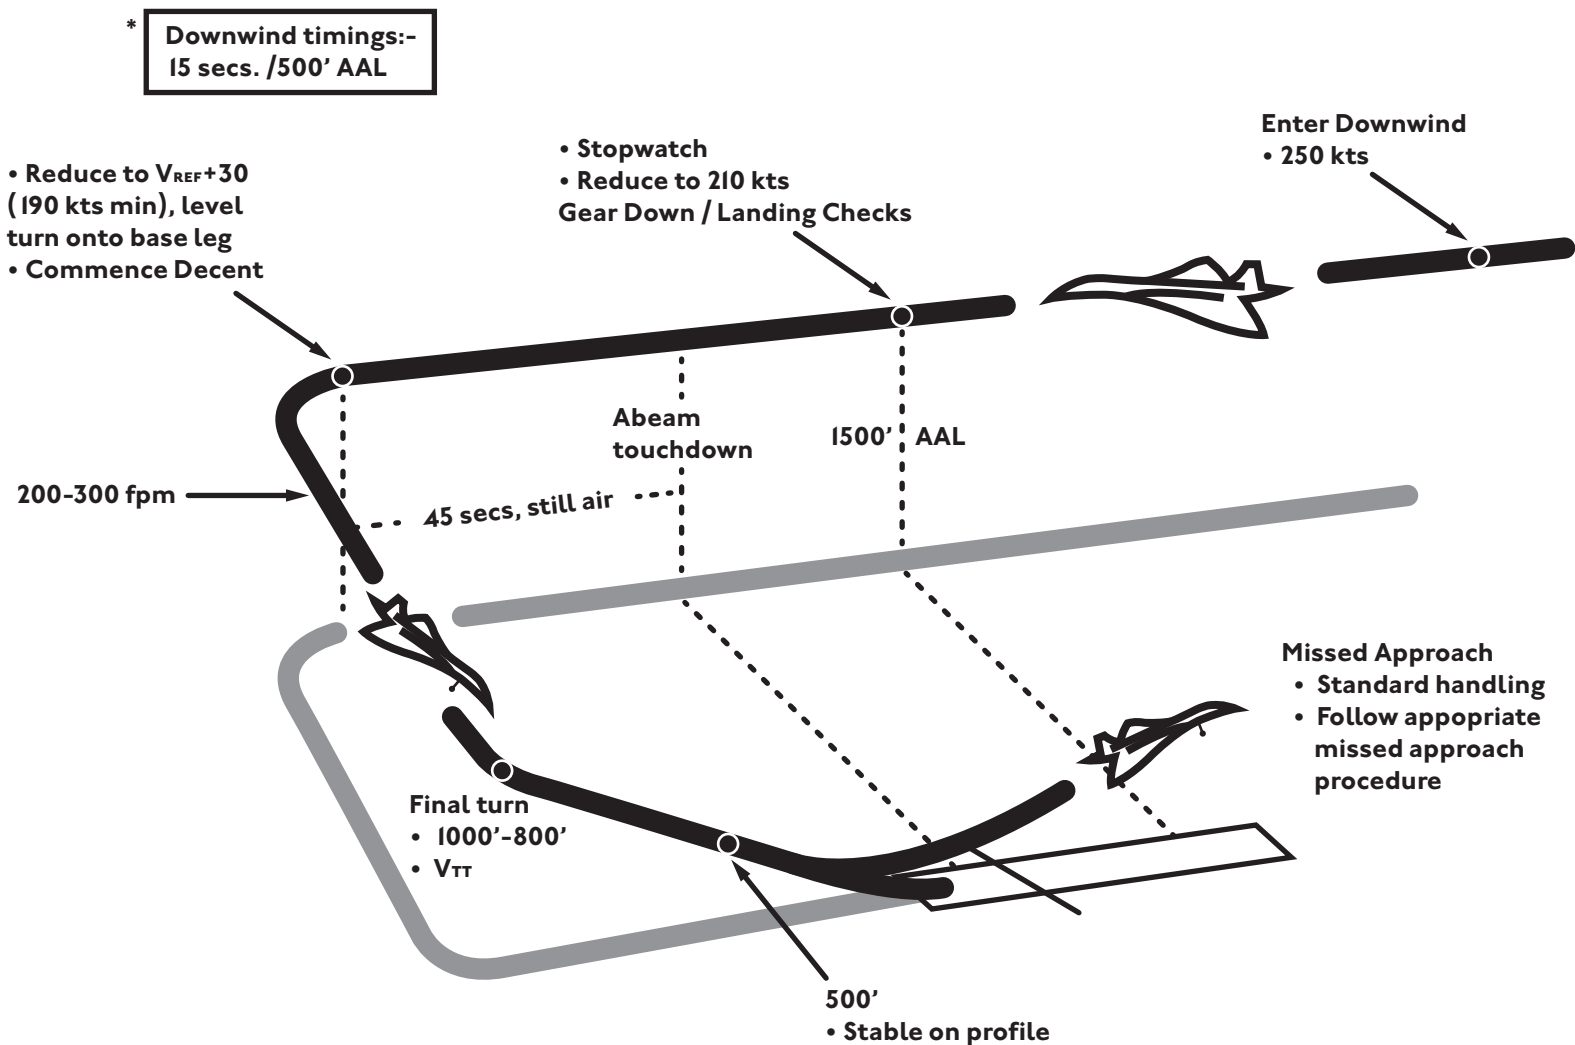 *
Downwind timings:-
15 secs. /500’ AAL
Enter Downwind
• 250 kts
• Stopwatch
• Reduce to 210 kts
Gear Down / Landing Checks
• Reduce to VREF+30
(190 kts min), level
turn onto base leg
• Commence Decent
Abeam
touchdown
1500’ AAL
200-300 fpm
45 secs, still air
Missed Approach
• Standard handling
• Follow appopriate
missed approach
procedure
Final turn
• 1000’-800’
• VTT
500’
• Stable on profile